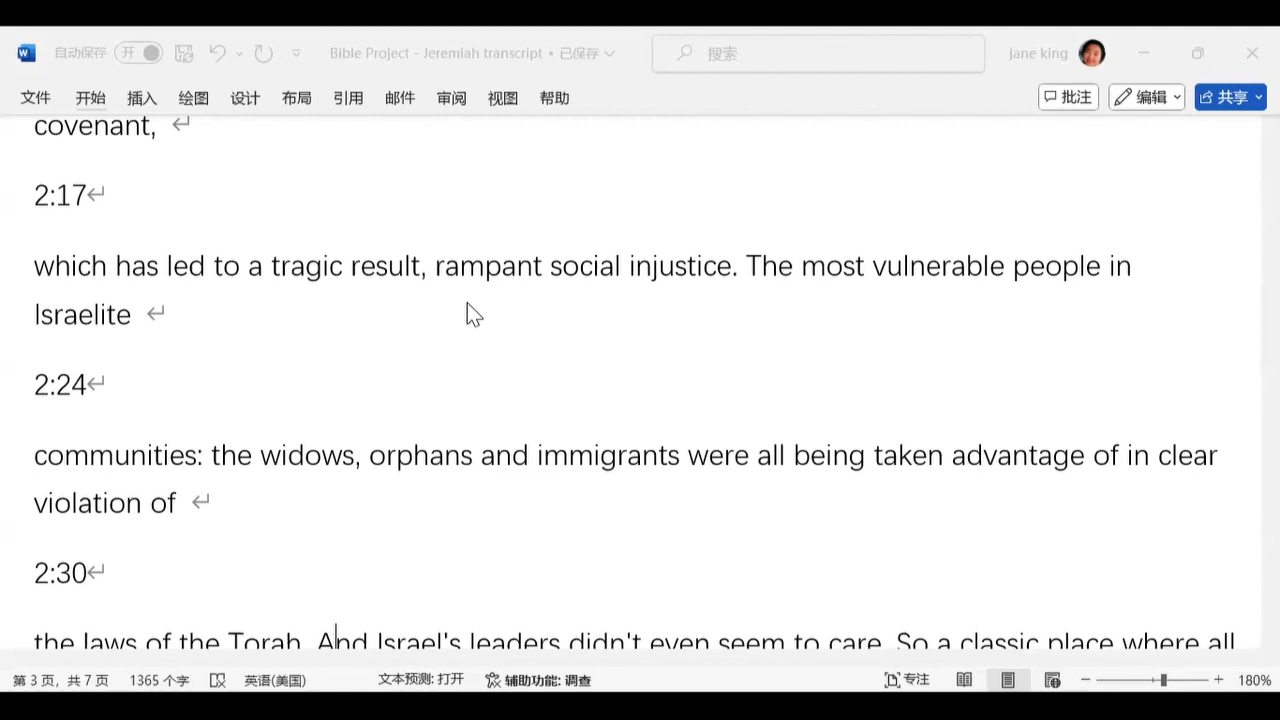 自动保存 开 Bible Project - Jeremiah transcript • 已保存 搜索 jane king
文件 开始 插入 绘图 设计 布局 引用 邮件 审阅 视图 帮助 批注 编辑 共享
covenant, ↵
2:17↵
which has led to a tragic result, rampant social injustice. The most vulnerable people in
Israelite ↵
2:24↵
communities: the widows, orphans and immigrants were all being taken advantage of in clear
violation of ↵
2:30↵
the laws of the Torah. And Israel's leaders didn't even seem to care. So a classic place where all
第 3 页，共 7 页 1365 个字 英语(美国) 文本预测: 打开 辅助功能: 调查 专注 180%